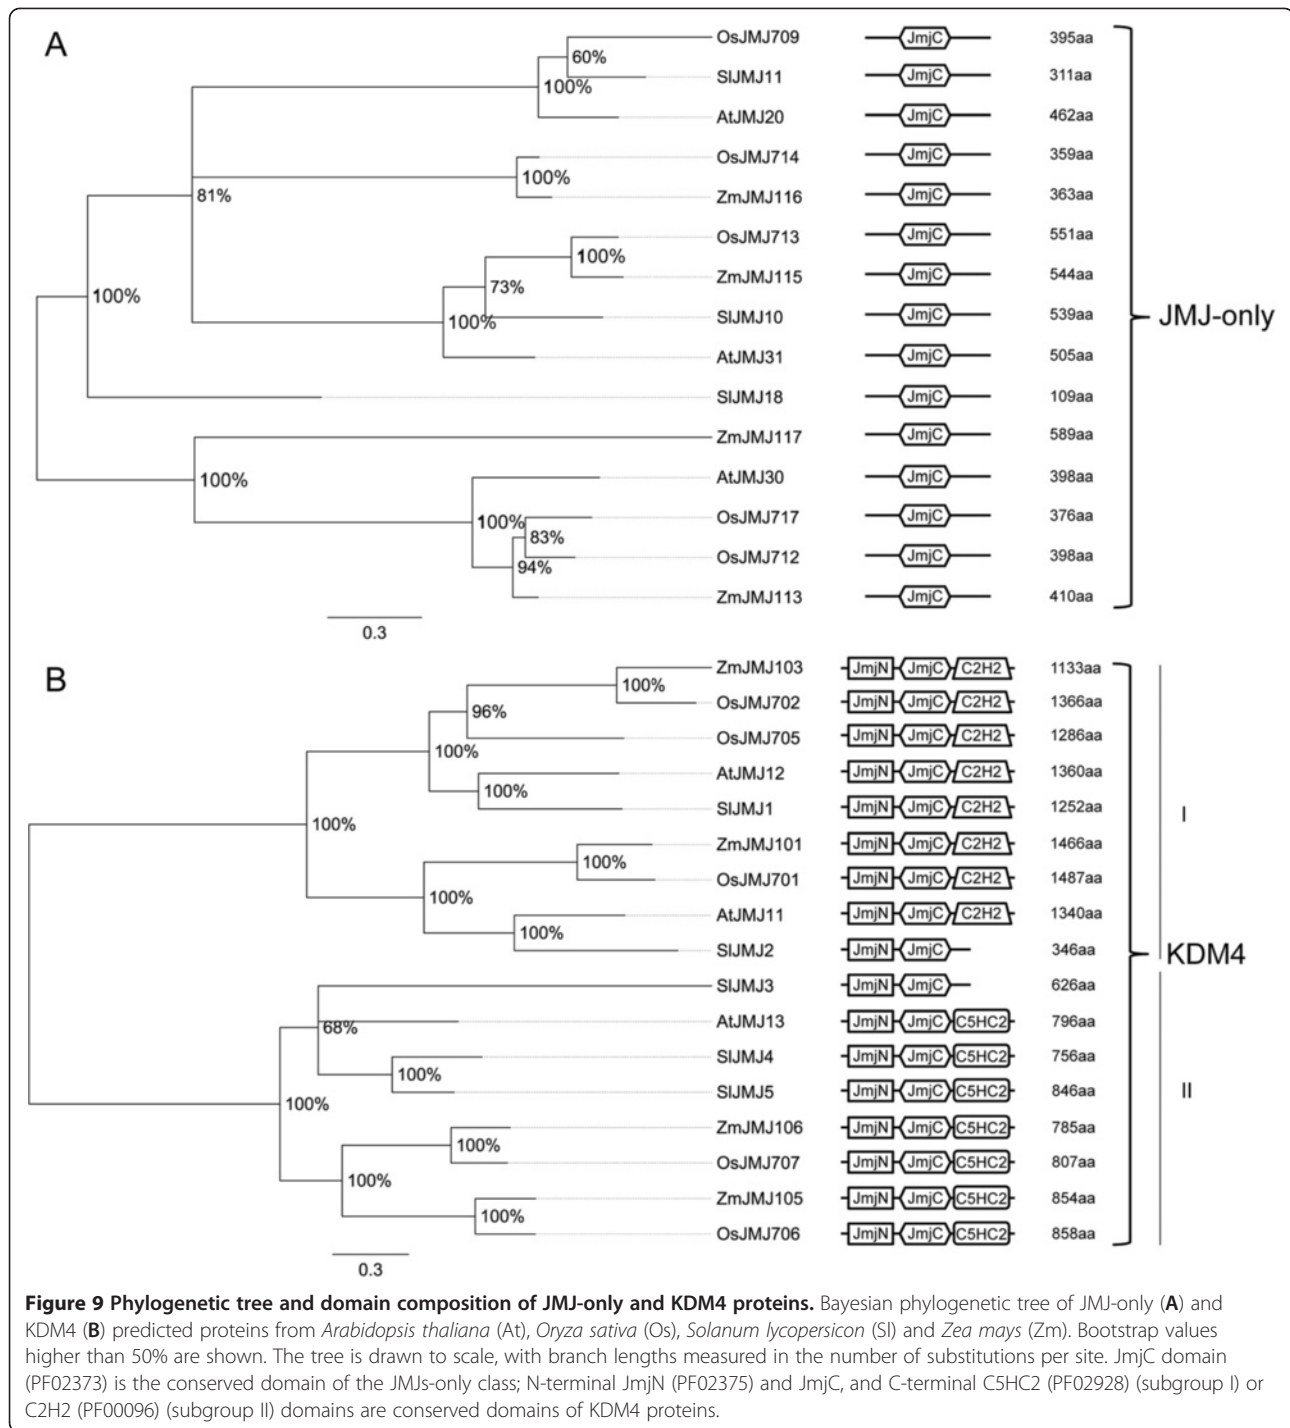 A
OsJMJ709 JmjC 395aa
60%
SlJMJ11 JmjC 311aa
100%
AtJMJ20 JmjC 462aa
OsJMJ714 JmjC 359aa
100%
81%
ZmJMJ116 JmjC 363aa
OsJMJ713 JmjC 551aa
100%
ZmJMJ115 JmjC 544aa
73%
100%
SlJMJ10 JmjC 539aa
JMJ-only
100%
AtJMJ31 JmjC 505aa
SlJMJ18 JmjC 109aa
ZmJMJ117 JmjC 589aa
100%
AtJMJ30 JmjC 398aa
OsJMJ717 JmjC 376aa
100%
83%
OsJMJ712 JmjC 398aa
94%
ZmJMJ113 JmjC 410aa
0.3
B
ZmJMJ103 JmjN JmjC C2H2 1133aa
100%
OsJMJ702 JmjN JmjC C2H2 1366aa
96%
OsJMJ705 JmjN JmjC C2H2 1286aa
100%
AtJMJ12 JmjN JmjC C2H2 1360aa
100%
SlJMJ1 JmjN JmjC C2H2 1252aa
I
100%
ZmJMJ101 JmjN JmjC C2H2 1466aa
100%
OsJMJ701 JmjN JmjC C2H2 1487aa
100%
AtJMJ11 JmjN JmjC C2H2 1340aa
100%
SlJMJ2 JmjN JmjC 346aa
KDM4
SlJMJ3 JmjN JmjC 626aa
AtJMJ13 JmjN JmjC C5HC2 796aa
68%
SlJMJ4 JmjN JmjC C5HC2 756aa
100%
SlJMJ5 JmjN JmjC C5HC2 846aa
II
100%
ZmJMJ106 JmjN JmjC C5HC2 785aa
100%
OsJMJ707 JmjN JmjC C5HC2 807aa
100%
ZmJMJ105 JmjN JmjC C5HC2 854aa
100%
OsJMJ706 JmjN JmjC C5HC2 858aa
0.3
Figure 9 Phylogenetic tree and domain composition of JMJ-only and KDM4 proteins. Bayesian phylogenetic tree of JMJ-only (A) and
KDM4 (B) predicted proteins from Arabidopsis thaliana (At), Oryza sativa (Os), Solanum lycopersicon (Sl) and Zea mays (Zm). Bootstrap values
higher than 50% are shown. The tree is drawn to scale, with branch lengths measured in the number of substitutions per site. JmjC domain
(PF02373) is the conserved domain of the JMJs-only class; N-terminal JmjN (PF02375) and JmjC, and C-terminal C5HC2 (PF02928) (subgroup I) or
C2H2 (PF00096) (subgroup II) domains are conserved domains of KDM4 proteins.